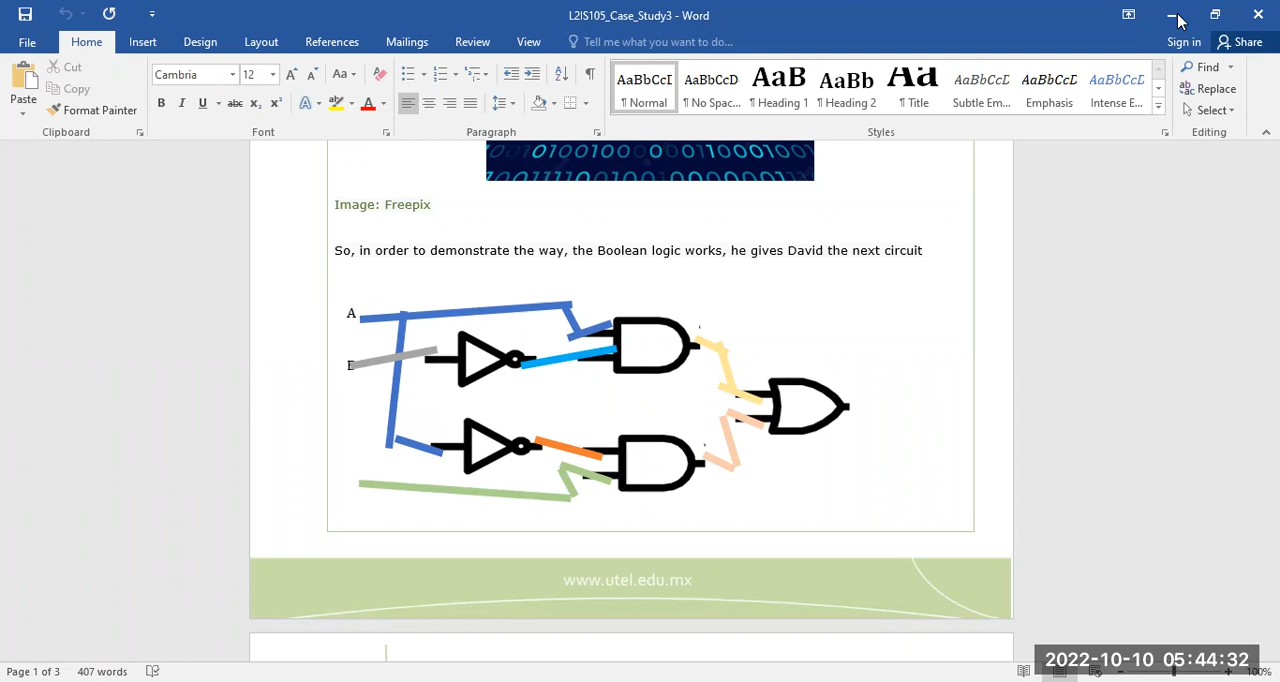 L2IS105_Case_Study3 - Word
File Home Insert Design Layout References Mailings Review View Tell me what you want to do... Sign in Share
Paste
Cut
Copy
Format Painter
Clipboard
Cambria 12
Font
Paragraph
AaBbCcI AaBbCcD AaB AaBb Aa AaBbCcD AaBbCcD AaBbCcD
¶ Normal ¶ No Spac... ¶ Heading 1 ¶ Heading 2 ¶ Title Subtle Em... Emphasis Intense E...
Styles
Find
Replace
Select
Editing
Image: Freepix
So, in order to demonstrate the way, the Boolean logic works, he gives David the next circuit
A
www.utel.edu.mx
Page 1 of 3 407 words
2022-10-10 05:44:32
100%